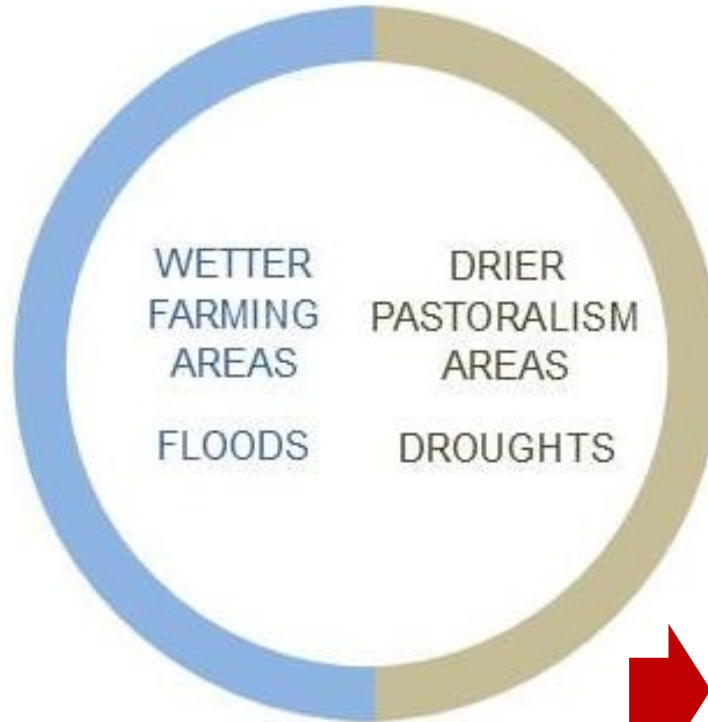 WETTER
FARMING
AREAS
FLOODS
DRIER
PASTORALISM
AREAS
DROUGHTS